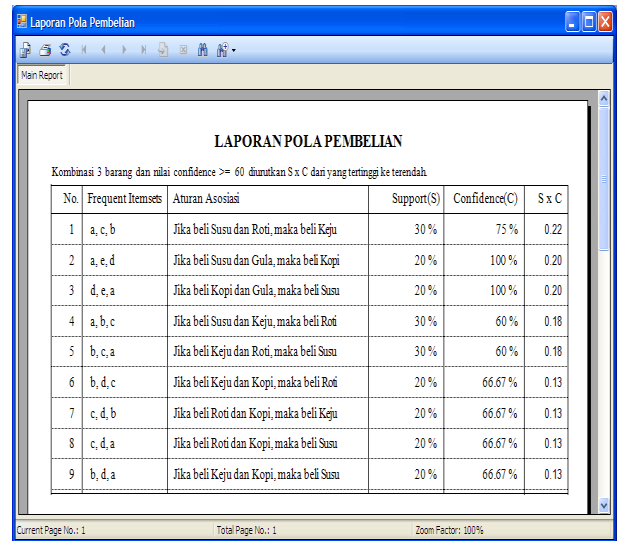 Laporan Pola Pembelian
Main Report
LAPORAN POLA PEMBELIAN
Kombinasi 3 barang dan nilai confidence >= 60 diurutkan S x C dari yang tertinggi ke terendah.
No. Frequent Itemsets Aturan Asosiasi Support(S) Confidence(C) S x C
1 a, c, b Jika beli Susu dan Roti, maka beli Keju 30 % 75 % 0.22
2 a, e, d Jika beli Susu dan Gula, maka beli Kopi 20 % 100 % 0.20
3 d, e, a Jika beli Kopi dan Gula, maka beli Susu 20 % 100 % 0.20
4 a, b, c Jika beli Susu dan Keju, maka beli Roti 30 % 60 % 0.18
5 b, c, a Jika beli Keju dan Roti, maka beli Susu 30 % 60 % 0.18
6 b, d, c Jika beli Keju dan Kopi, maka beli Roti 20 % 66.67 % 0.13
7 c, d, b Jika beli Roti dan Kopi, maka beli Keju 20 % 66.67 % 0.13
8 c, d, a Jika beli Roti dan Kopi, maka beli Susu 20 % 66.67 % 0.13
9 b, d, a Jika beli Keju dan Kopi, maka beli Susu 20 % 66.67 % 0.13
Current Page No.: 1 Total Page No.: 1 Zoom Factor: 100%